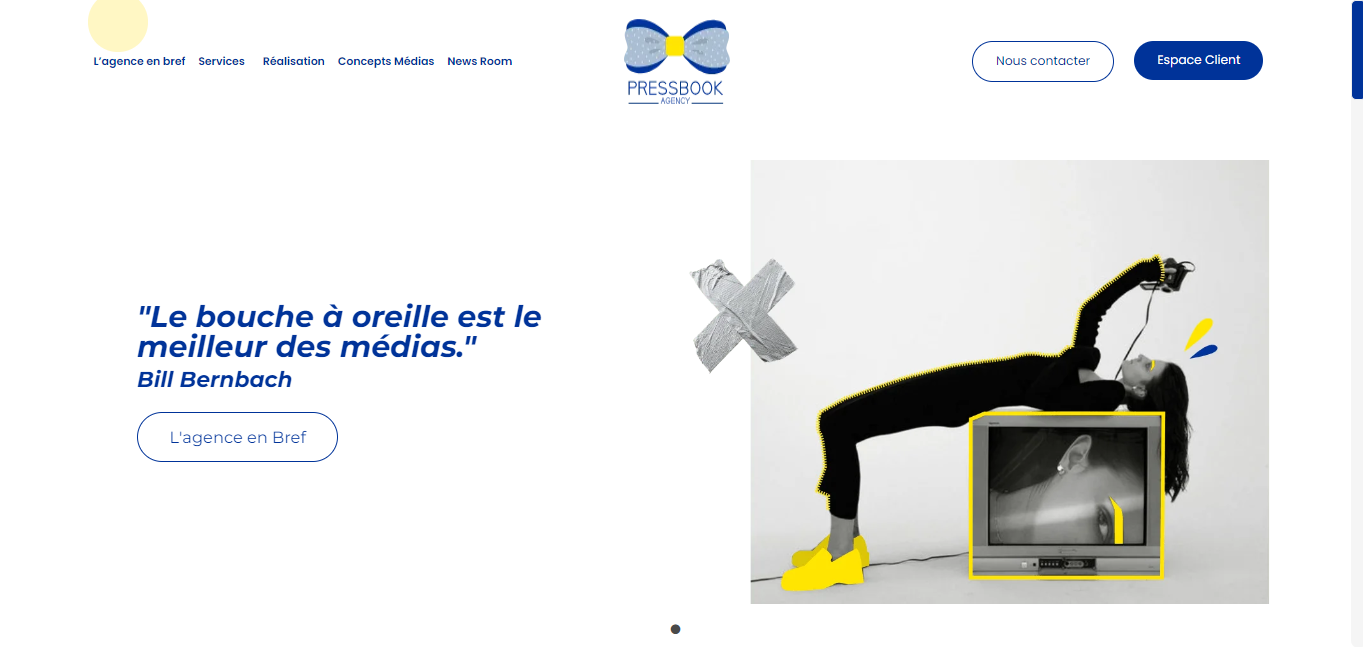 L’agence en bref
Services
Réalisation
Concepts Médias
News Room
PRESSBOOK
AGENCY
Nous contacter
Espace Client
"Le bouche à oreille est le
meilleur des médias."
Bill Bernbach
L'agence en Bref